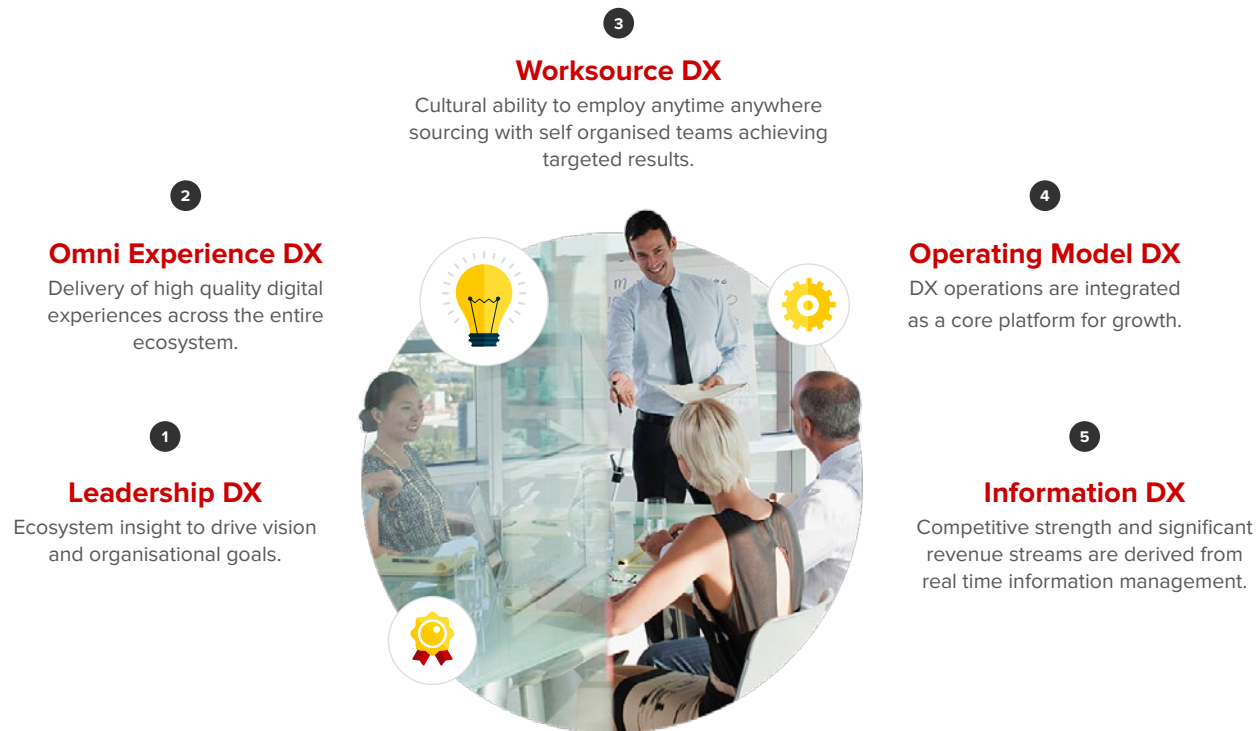 3
Worksource DX
Cultural ability to employ anytime anywhere
sourcing with self organised teams achieving
targeted results.
2
Omni Experience DX
Delivery of high quality digital
experiences across the entire
ecosystem.
4
Operating Model DX
DX operations are integrated
as a core platform for growth.
1
Leadership DX
Ecosystem insight to drive vision
and organisational goals.
5
Information DX
Competitive strength and significant
revenue streams are derived from
real time information management.